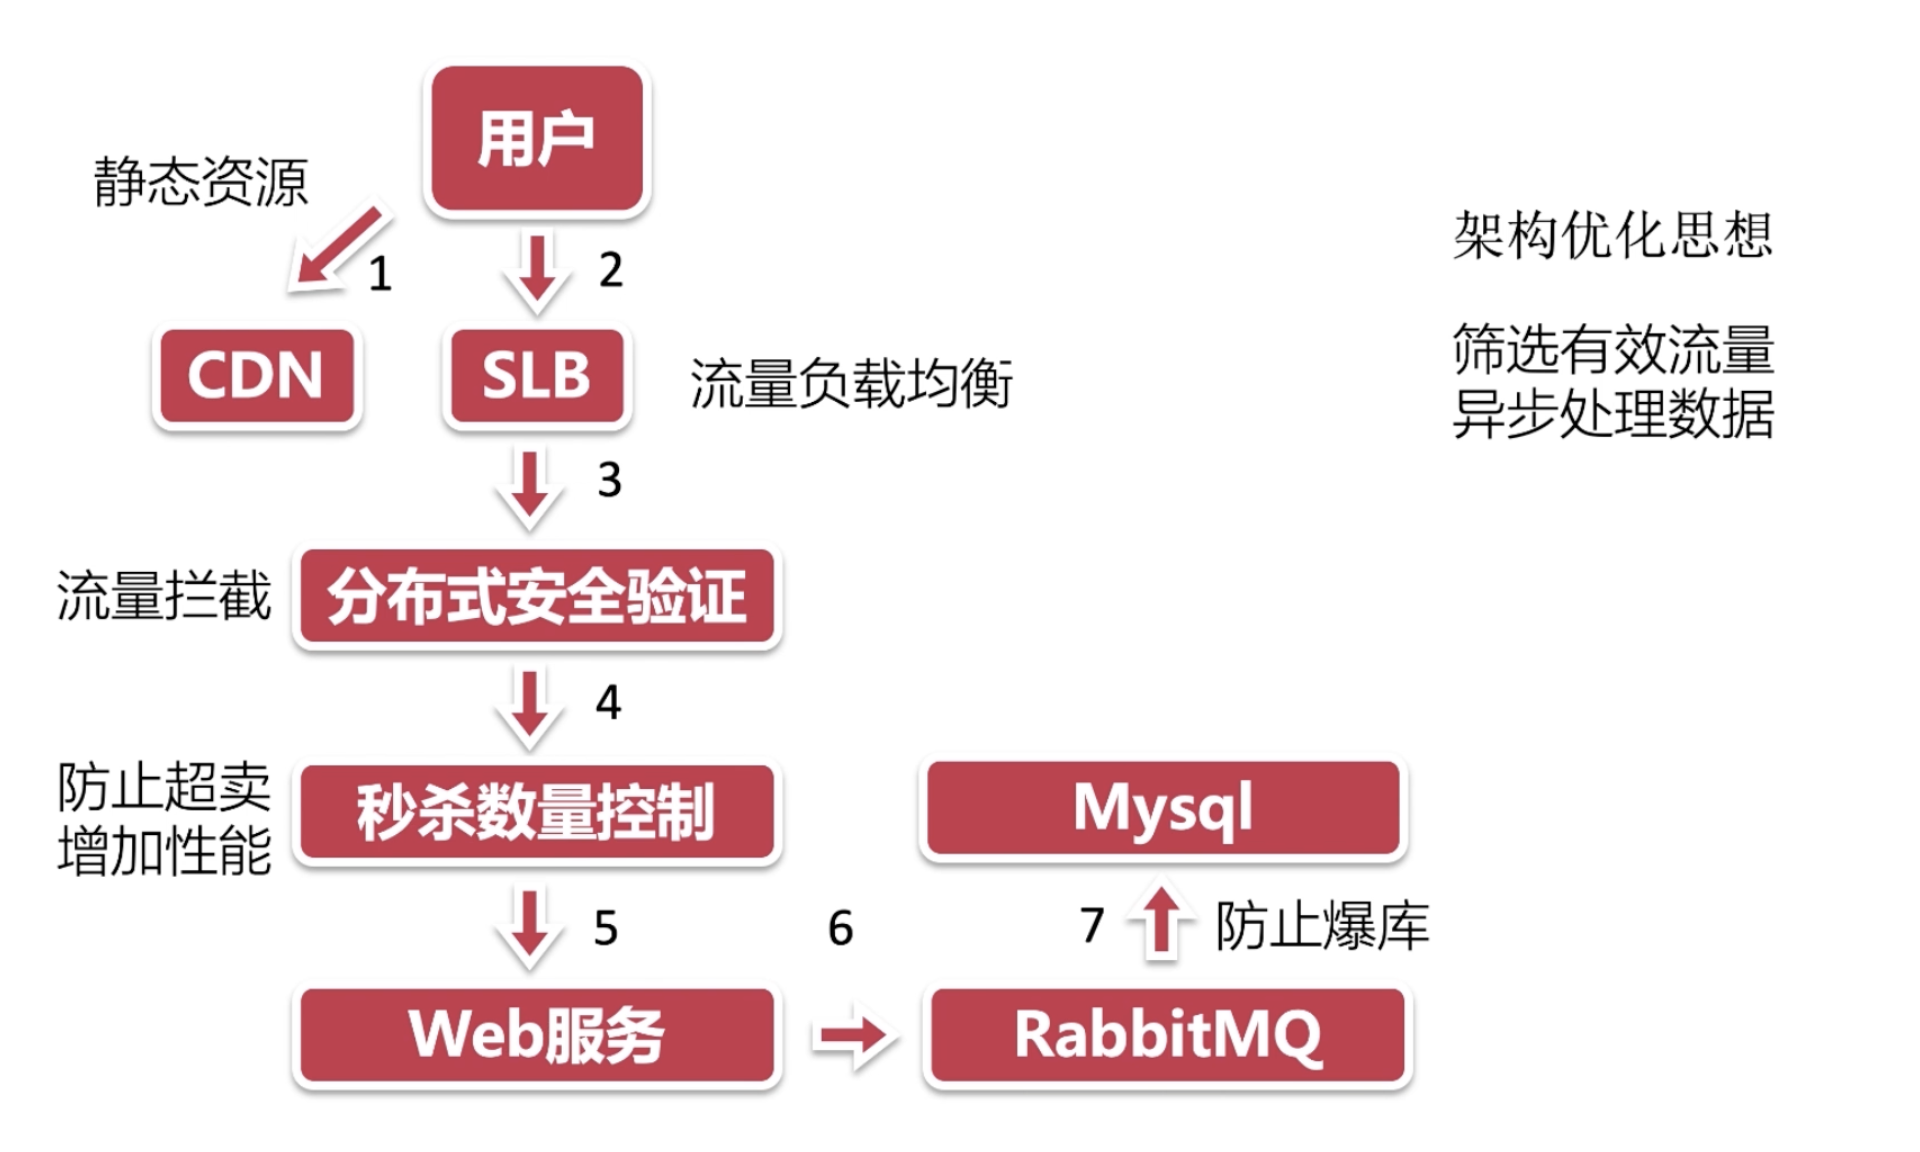 用户
静态资源
1
2
CDN
SLB
流量负载均衡
架构优化思想
筛选有效流量
异步处理数据
3
流量拦截
分布式安全验证
4
防止超卖
增加性能
秒杀数量控制
Mysql
5
6
7
防止爆库
Web服务
RabbitMQ